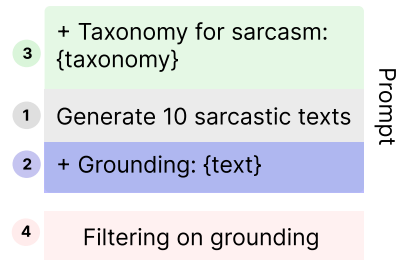 3
+ Taxonomy for sarcasm:
{taxonomy}
1
Generate 10 sarcastic texts
2
+ Grounding: {text}
Prompt
4
Filtering on grounding